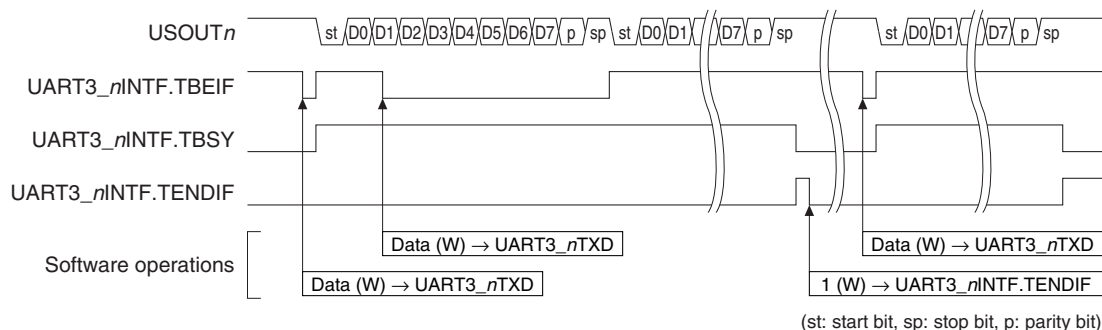 USOUTn
st D0 D1 D2 D3 D4 D5 D6 D7 p sp st D0 D1 D7 p sp st D0 D1 D7 p sp
UART3_nINTF.TBEIF
UART3_nINTF.TBSY
UART3_nINTF.TENDIF
Software operations
Data (W) → UART3_nTXD
Data (W) → UART3_nTXD
Data (W) → UART3_nTXD
1 (W) → UART3_nINTF.TENDIF
(st: start bit, sp: stop bit, p: parity bit)